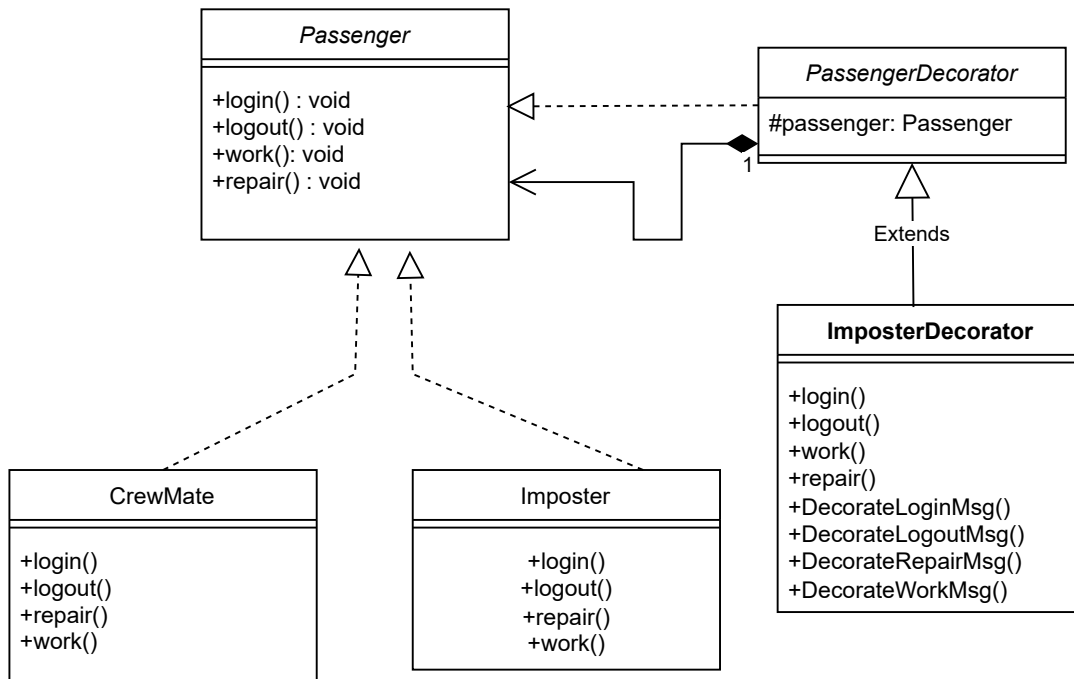 Passenger
+login() : void
+logout() : void
+work(): void
+repair() : void
PassengerDecorator
#passenger: Passenger
1
Extends
ImposterDecorator
+login()
+logout()
+work()
+repair()
+DecorateLoginMsg()
+DecorateLogoutMsg()
+DecorateRepairMsg()
+DecorateWorkMsg()
CrewMate
+login()
+logout()
+repair()
+work()
Imposter
+login()
+logout()
+repair()
+work()